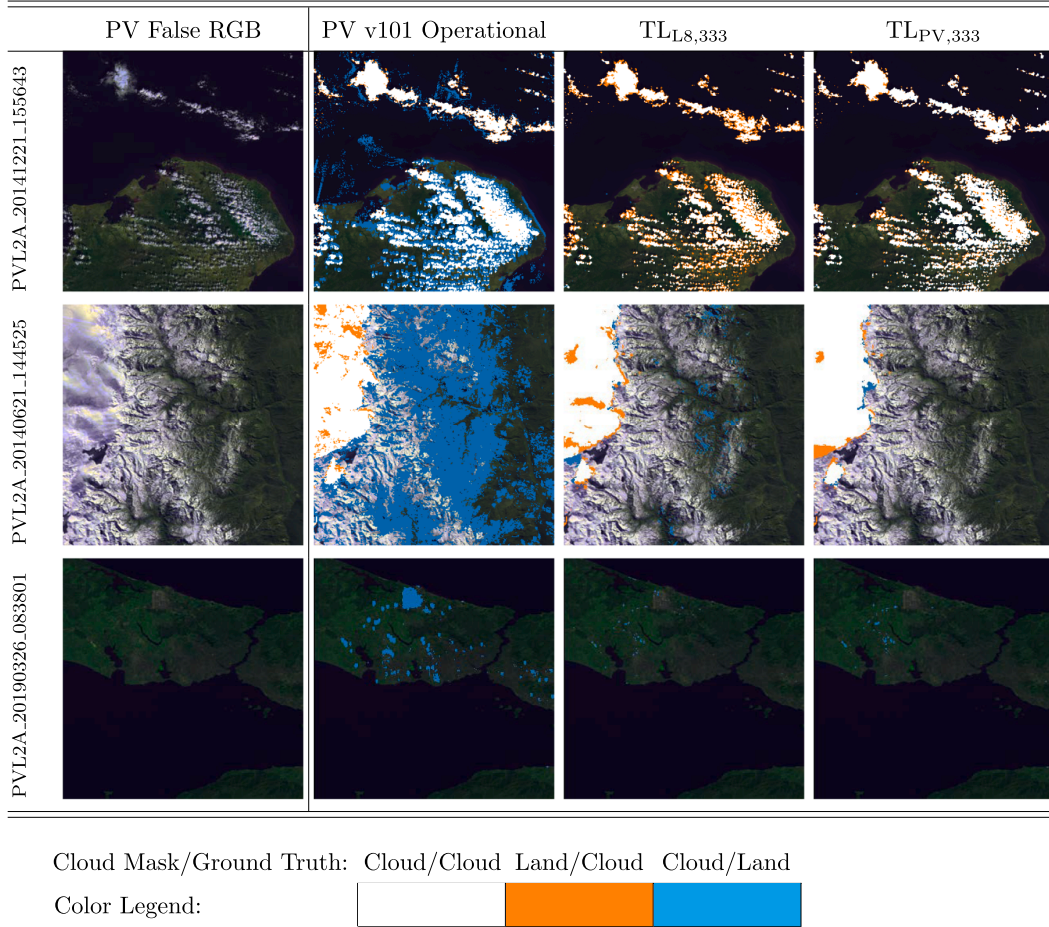 PV False RGB PV v101 Operational TL_L8,333 TL_PV,333
PVL2A_20141221_155643
PVL2A_20140621_144525
PVL2A_20190326_083801
Cloud Mask/Ground Truth: Cloud/Cloud Land/Cloud Cloud/Land
Color Legend: